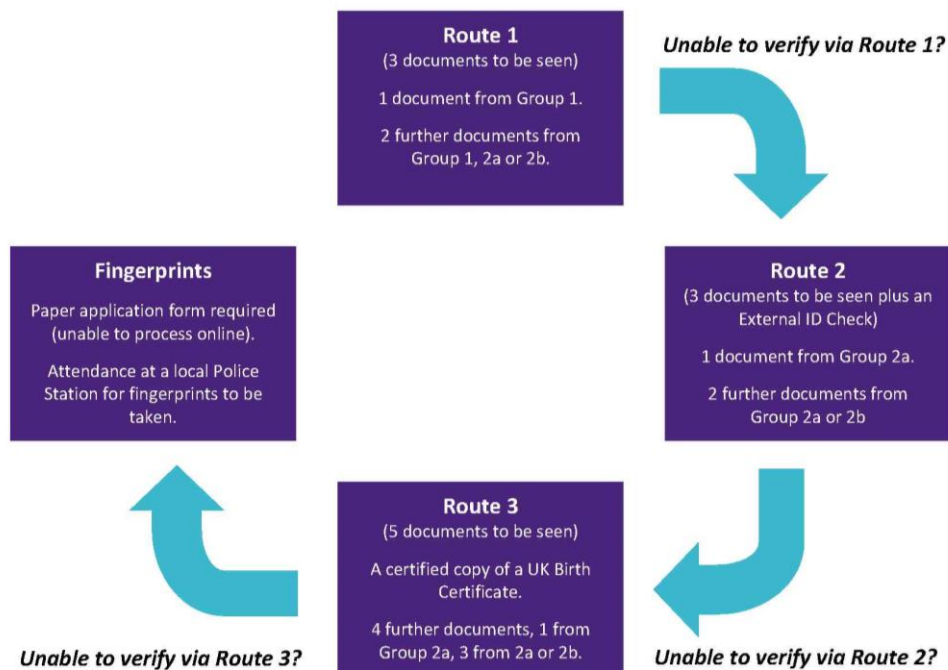 Route 1
(3 documents to be seen)
1 document from Group 1.
2 further documents from
Group 1, 2a or 2b.
Unable to verify via Route 1?
Route 2
(3 documents to be seen plus an
External ID Check)
1 document from Group 2a.
2 further documents from
Group 2a or 2b
Unable to verify via Route 2?
Route 3
(5 documents to be seen)
A certified copy of a UK Birth
Certificate.
4 further documents, 1 from
Group 2a, 3 from 2a or 2b.
Unable to verify via Route 3?
Fingerprints
Paper application form required
(unable to process online).
Attendance at a local Police
Station for fingerprints to be
taken.